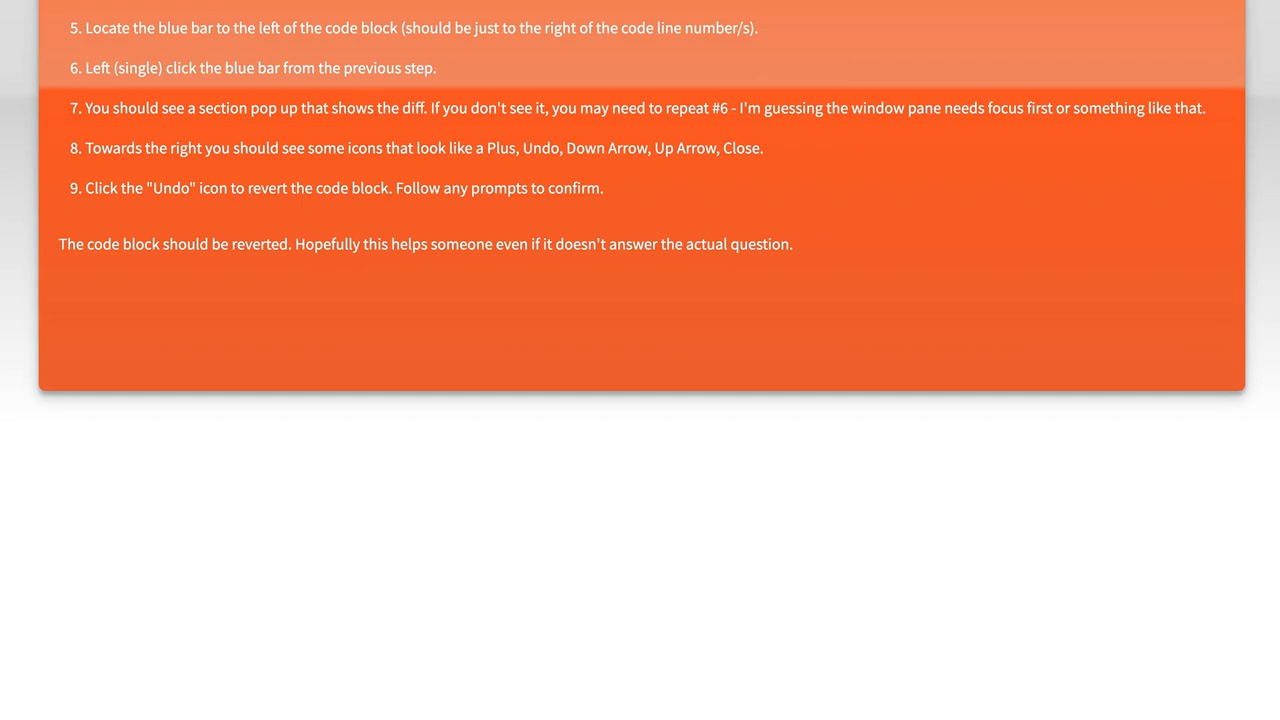 5. Locate the blue bar to the left of the code block (should be just to the right of the code line number/s).
6. Left (single) click the blue bar from the previous step.
7. You should see a section pop up that shows the diff. If you don't see it, you may need to repeat #6 - I'm guessing the window pane needs focus first or something like that.
8. Towards the right you should see some icons that look like a Plus, Undo, Down Arrow, Up Arrow, Close.
9. Click the "Undo" icon to revert the code block. Follow any prompts to confirm.
The code block should be reverted. Hopefully this helps someone even if it doesn't answer the actual question.